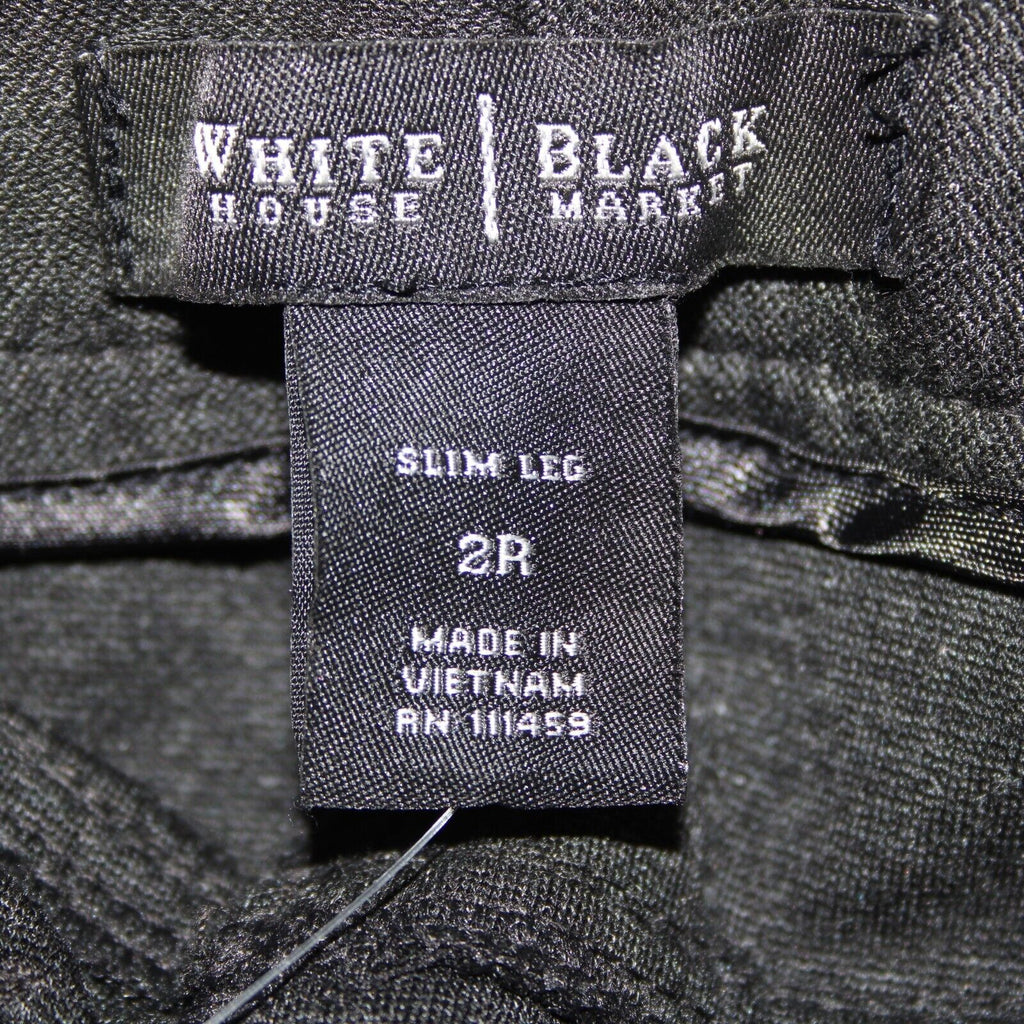 WHITE | BLACK
HOUSE MARKET
SLIM LEG
2R
MADE IN
VIETNAM
RN 111459